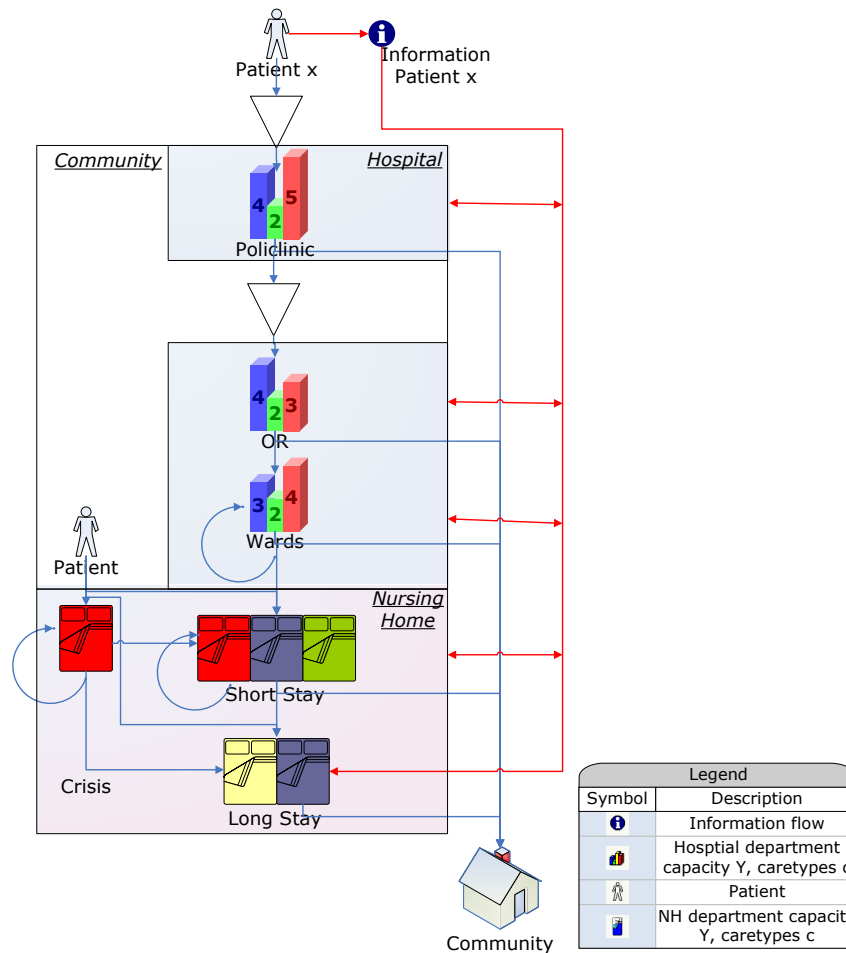 Patient x
Information
Patient x
Community
Hospital
4
2
5
Policlinic
4
2
3
OR
3
2
4
Wards
Patient
Nursing
Home
Short Stay
Crisis
Long Stay
Community
Legend
Symbol
Description
Information flow
Hosptial department
capacity Y, caretypes c
Patient
NH department capacity
Y, caretypes c